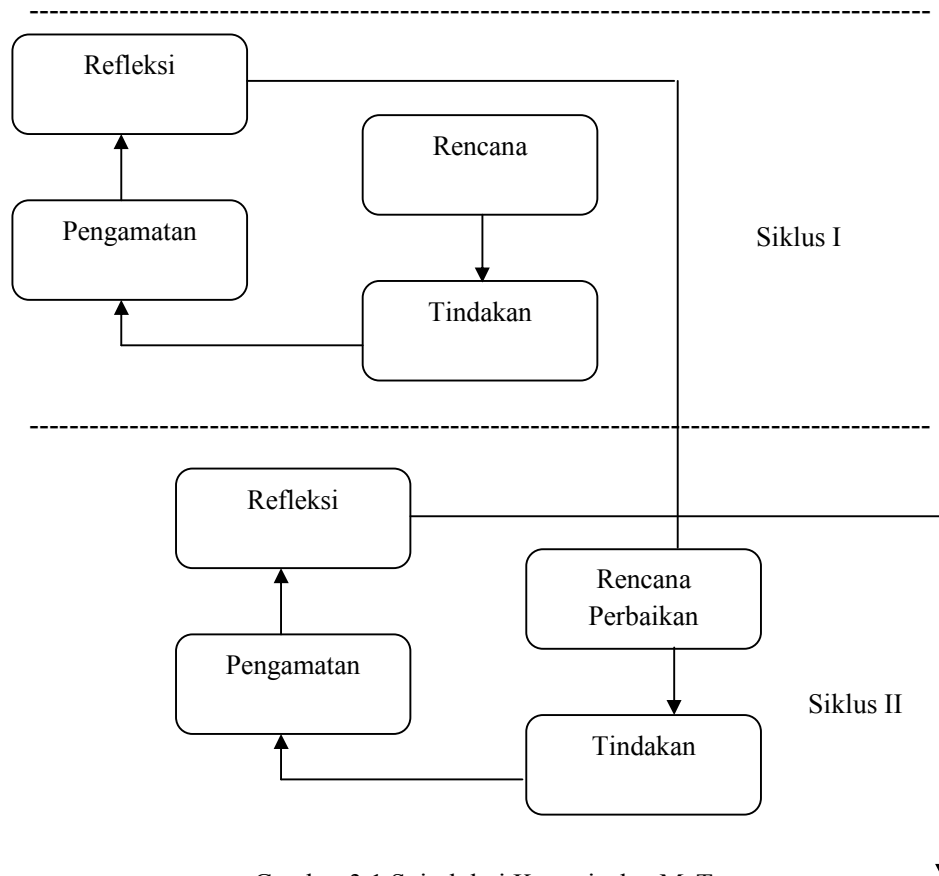 Refleksi
Rencana
Pengamatan
Siklus I
Tindakan
Refleksi
Rencana
Perbaikan
Pengamatan
Siklus II
Tindakan